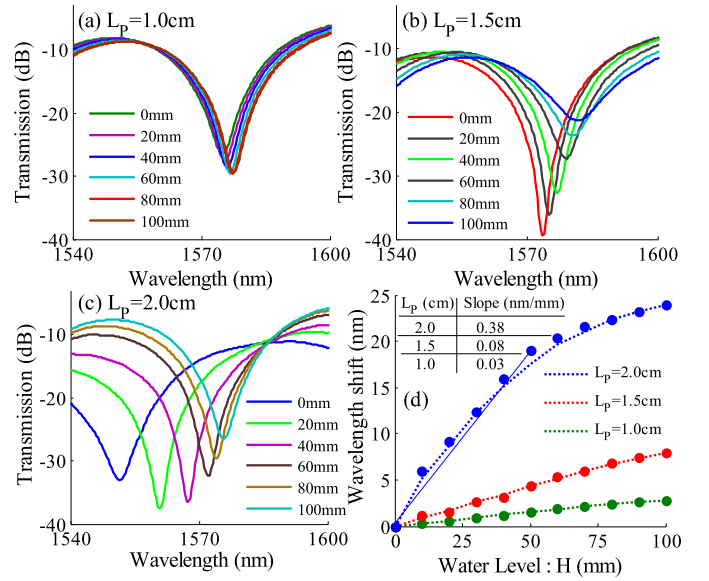 (a) L_P=1.0cm
Transmission (dB)
-10
-20
-30
-40
0mm
20mm
40mm
60mm
80mm
100mm
1540
1570
1600
Wavelength (nm)
(b) L_P=1.5cm
Transmission (dB)
-10
-20
-30
-40
0mm
20mm
40mm
60mm
80mm
100mm
1540
1570
1600
Wavelength (nm)
(c) L_P=2.0cm
Transmission (dB)
-10
-20
-30
-40
0mm
20mm
40mm
60mm
80mm
100mm
1540
1570
1600
Wavelength (nm)
Wavelength shift (nm)
25
20
15
10
5
0
L_P (cm) Slope (nm/mm)
2.0 0.38
1.5 0.08
1.0 0.03
(d)
L_P=2.0cm
L_P=1.5cm
L_P=1.0cm
0
25
50
75
100
Water Level : H (mm)